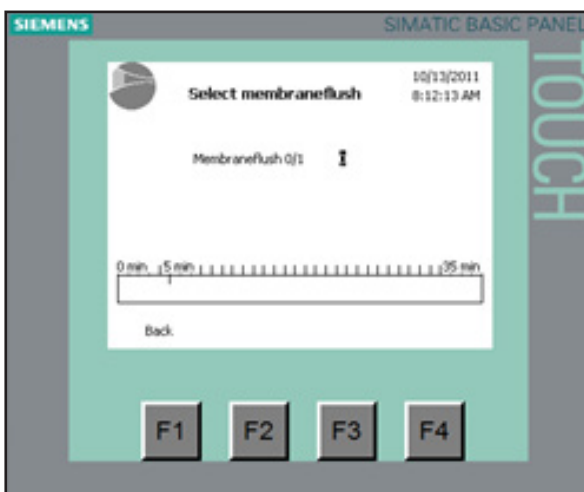 SIEMENS
SIMATIC BASIC PANEL
TOUCH
10/13/2011
Select membraneflush
8:12:13 AM
Membraneflush 0/1 I
0 min 5 min 35 min
Back
F1 F2 F3 F4